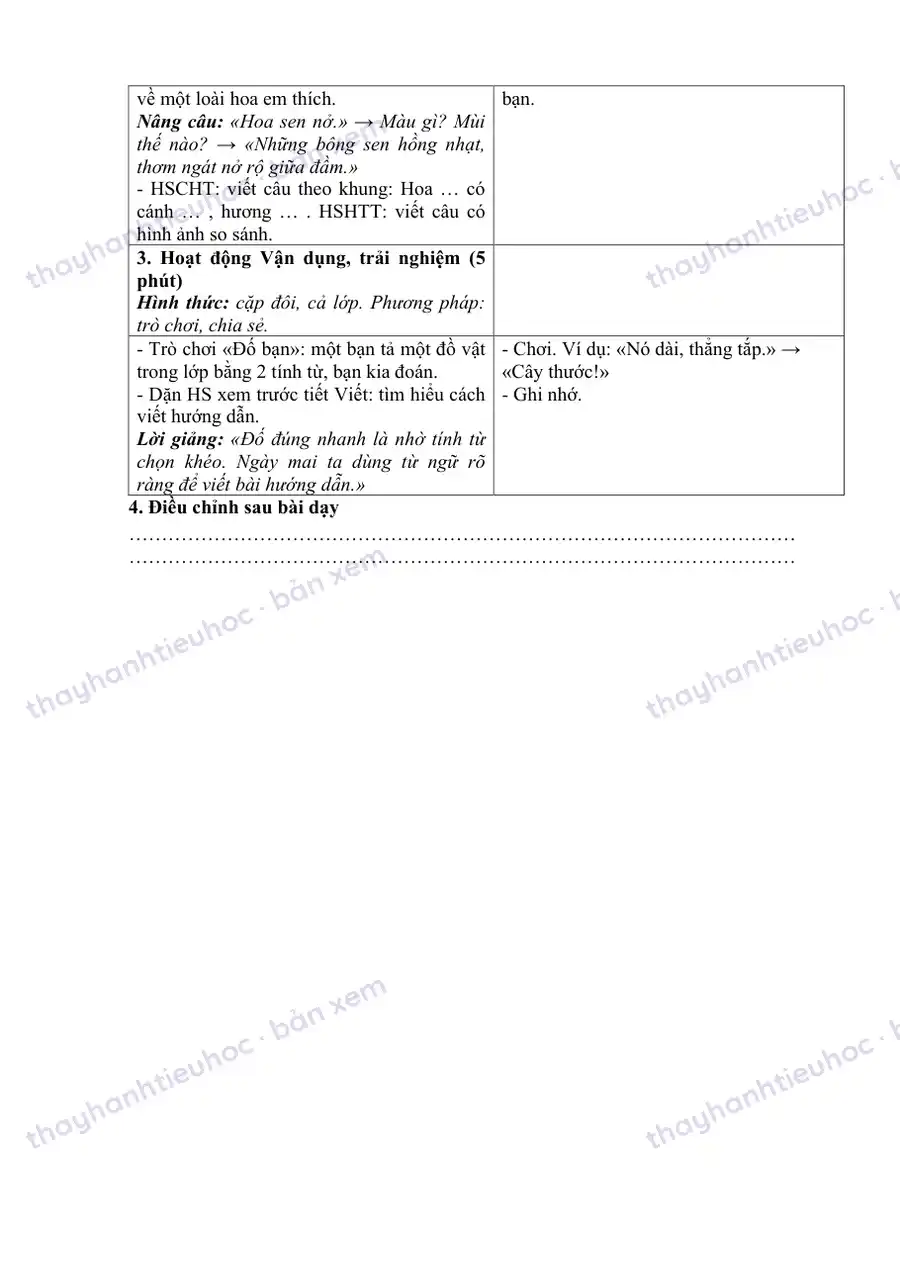 về một loài hoa em thích.
Nâng câu: «Hoa sen nở.» → Màu gì? Mùi
thế nào? → «Những bông sen hồng nhạt,
thơm ngát nở rộ giữa đầm.»
- HSCHT: viết câu theo khung: Hoa … có
cánh … , hương … . HSHTT: viết câu có
hình ảnh so sánh.
bạn.
3. Hoạt động Vận dụng, trải nghiệm (5
phút)
Hình thức: cặp đôi, cả lớp. Phương pháp:
trò chơi, chia sẻ.
- Trò chơi «Đố bạn»: một bạn tả một đồ vật
trong lớp bằng 2 tính từ, bạn kia đoán.
- Dặn HS xem trước tiết Viết: tìm hiểu cách
viết hướng dẫn.
Lời giảng: «Đố đúng nhanh là nhờ tính từ
chọn khéo. Ngày mai ta dùng từ ngữ rõ
ràng để viết bài hướng dẫn.»
- Chơi. Ví dụ: «Nó dài, thẳng tắp.» →
«Cây thước!»
- Ghi nhớ.
4. Điều chỉnh sau bài dạy
……………………………………………………………………………………
……………………………………………………………………………………
thayhanhtieuhoc · bản xem
thayhanhtieuhoc · b
thayhanhtieuhoc · bản xem
thayhanhtieuhoc · b
thayhanhtieuhoc · bản xem
thayhanhtieuhoc · b